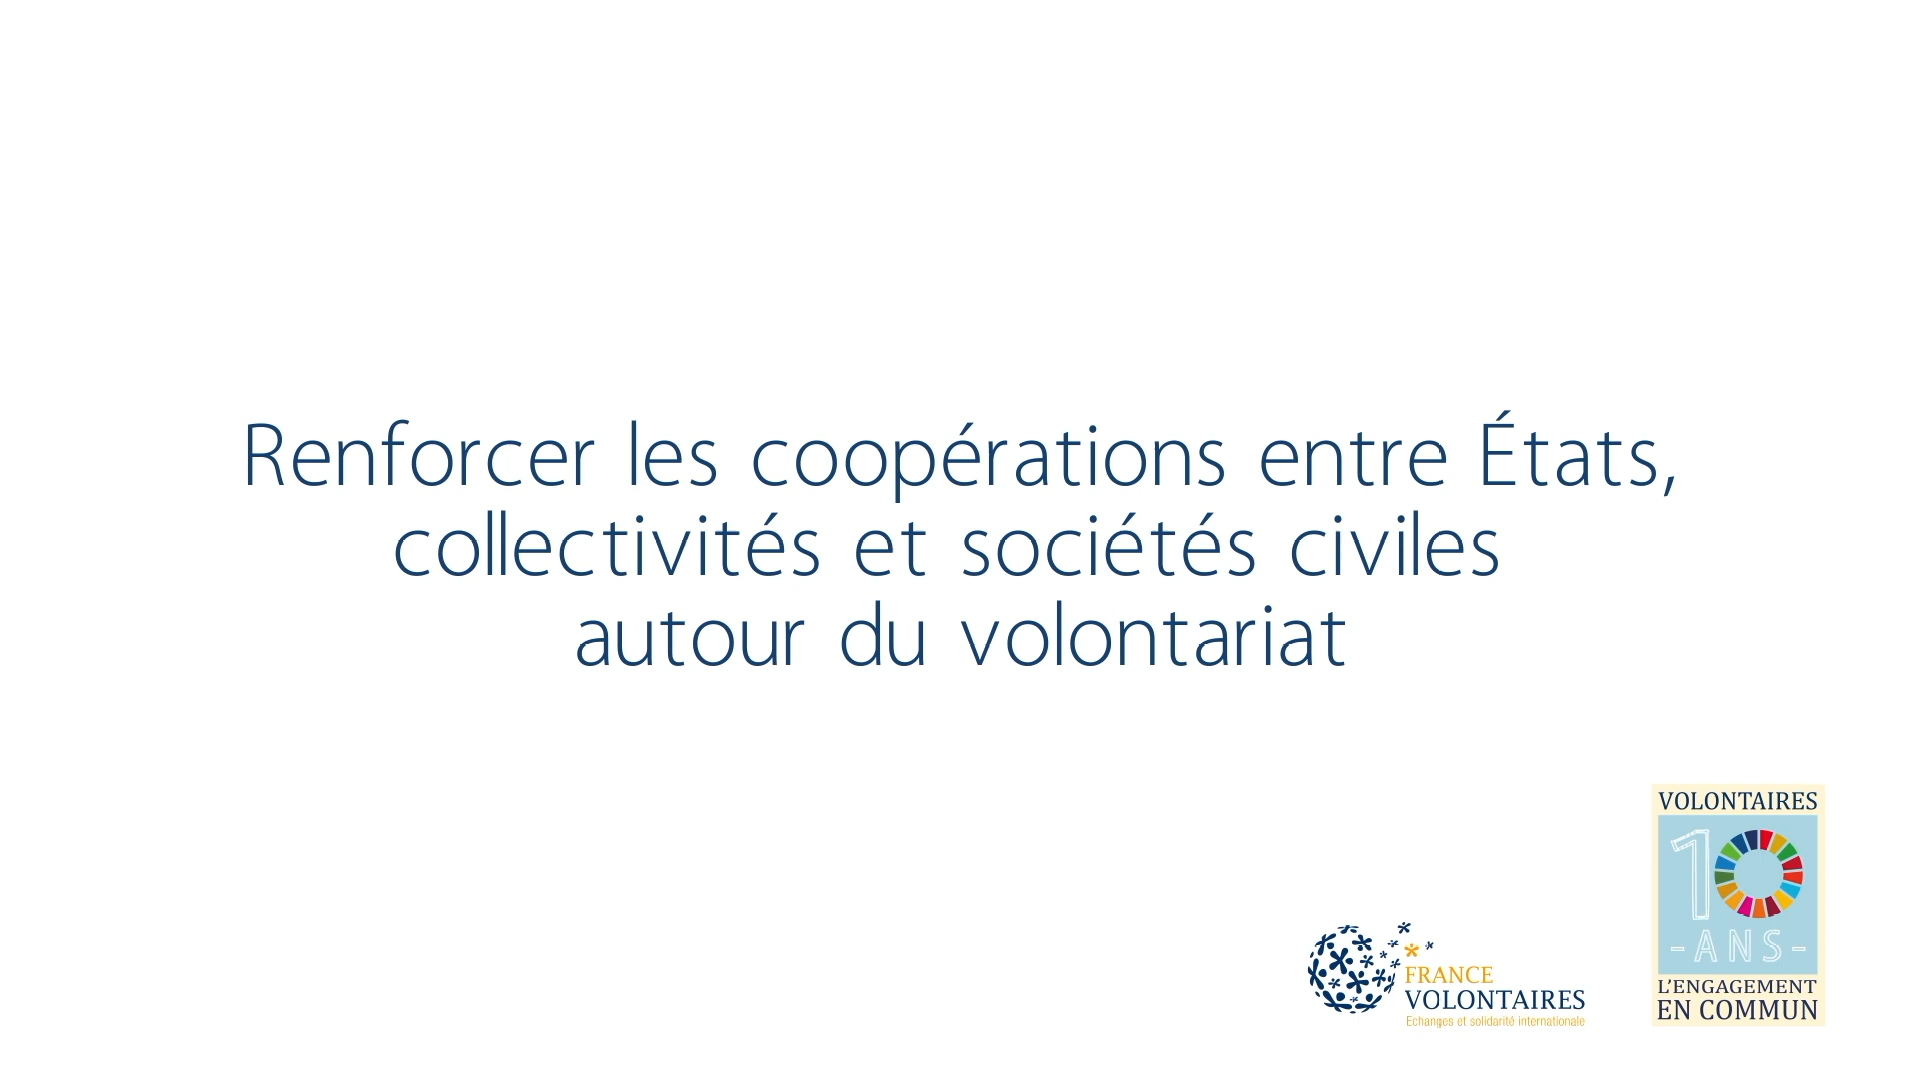 Renforcer les coopérations entre États,
collectivités et sociétés civiles
autour du volontariat
VOLONTAIRES
10
- ANS -
L'ENGAGEMENT
EN COMMUN
FRANCE
VOLONTAIRES
Echanges et solidarité internationale